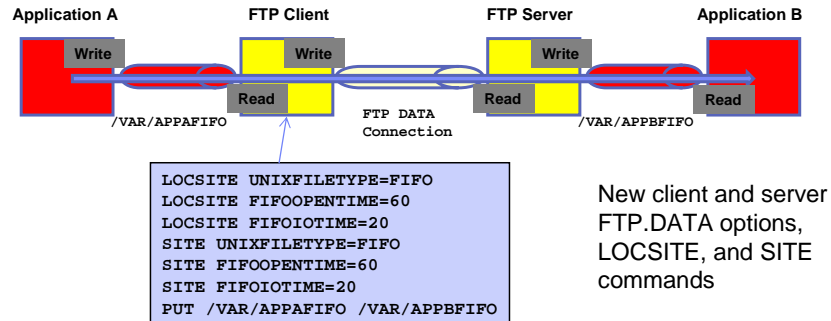 Application A
FTP Client
FTP Server
Application B
Write
Write
Write
Read
Read
Read
/VAR/APPAFIFO
FTP DATA
Connection
/VAR/APPBFIFO
LOCSITE UNIXFILETYPE=FIFO
LOCSITE FIFOOPENTIME=60
LOCSITE FIFOIOTIME=20
SITE UNIXFILETYPE=FIFO
SITE FIFOOPENTIME=60
SITE FIFOIOTIME=20
PUT /VAR/APPAFIFO /VAR/APPBFIFO
New client and server
FTP.DATA options,
LOCSITE, and SITE
commands